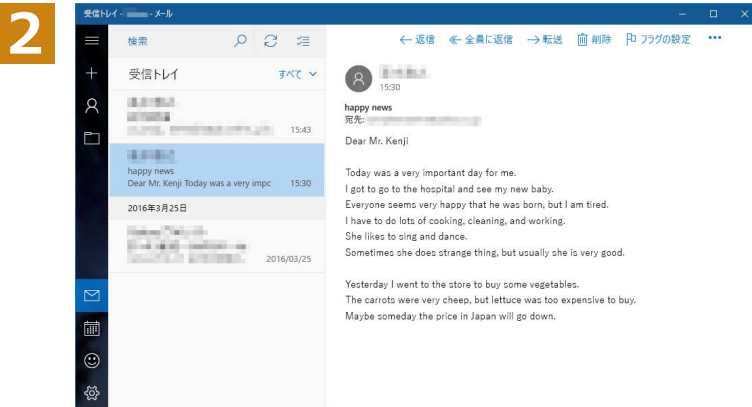 2
受信トレイ - - メール
検索
← 返信 全員に返信 → 転送 削除 フラグの設定 •••
受信トレイ すべて
15:30
happy news
宛先:
15:43
Dear Mr. Kenji
happy news
Dear Mr. Kenji Today was a very impc 15:30
2016年3月25日
2016/03/25
Today was a very important day for me.
I got to go to the hospital and see my new baby.
Everyone seems very happy that he was born, but I am tired.
I have to do lots of cooking, cleaning, and working.
She likes to sing and dance.
Sometimes she does strange thing, but usually she is very good.
Yesterday I went to the store to buy some vegetables.
The carrots were very cheep, but lettuce was too expensive to buy.
Maybe someday the price in Japan will go down.